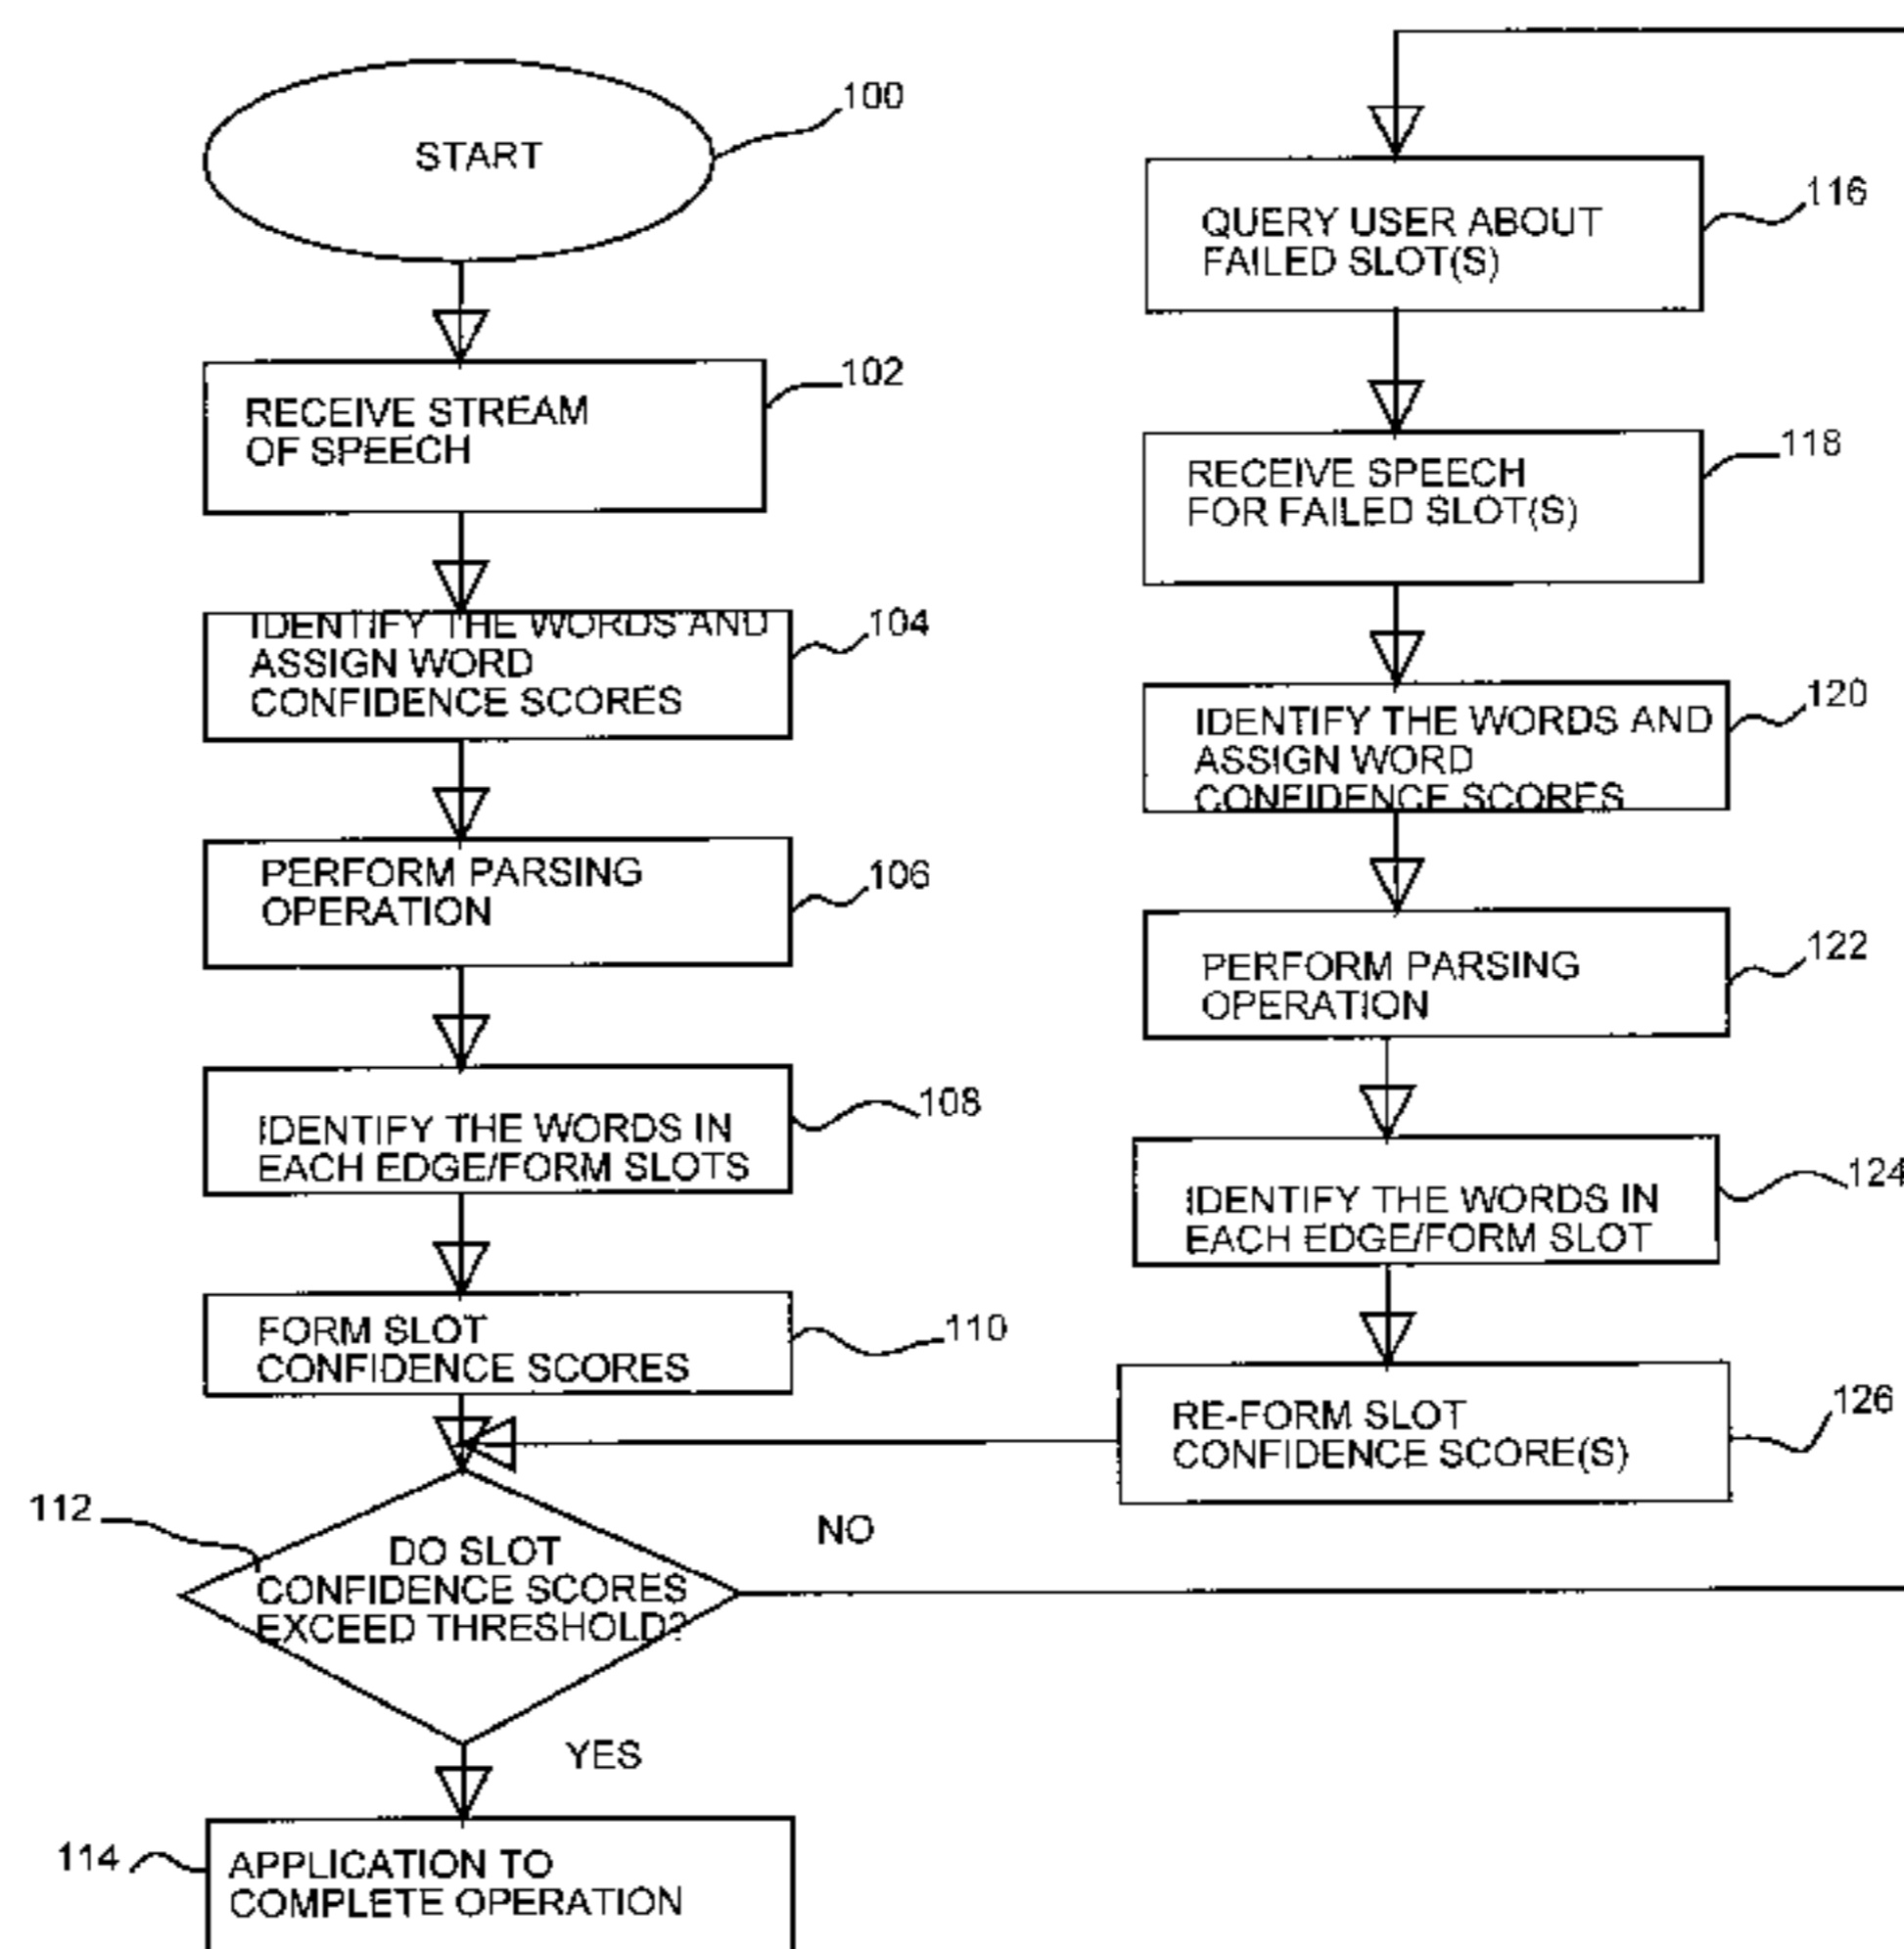 START
100
RECEIVE STREAM
OF SPEECH
102
IDENTIFY THE WORDS AND
ASSIGN WORD
CONFIDENCE SCORES
104
PERFORM PARSING
OPERATION
106
IDENTIFY THE WORDS IN
EACH EDGE/FORM SLOTS
108
FORM SLOT
CONFIDENCE SCORES
110
112
DO SLOT
CONFIDENCE SCORES
EXCEED THRESHOLD?
NO
YES
114
APPLICATION TO
COMPLETE OPERATION
QUERY USER ABOUT
FAILED SLOT(S)
116
RECEIVE SPEECH
FOR FAILED SLOT(S)
118
IDENTIFY THE WORDS AND
ASSIGN WORD
CONFIDENCE SCORES
120
PERFORM PARSING
OPERATION
122
IDENTIFY THE WORDS IN
EACH EDGE/FORM SLOT
124
RE-FORM SLOT
CONFIDENCE SCORE(S)
126